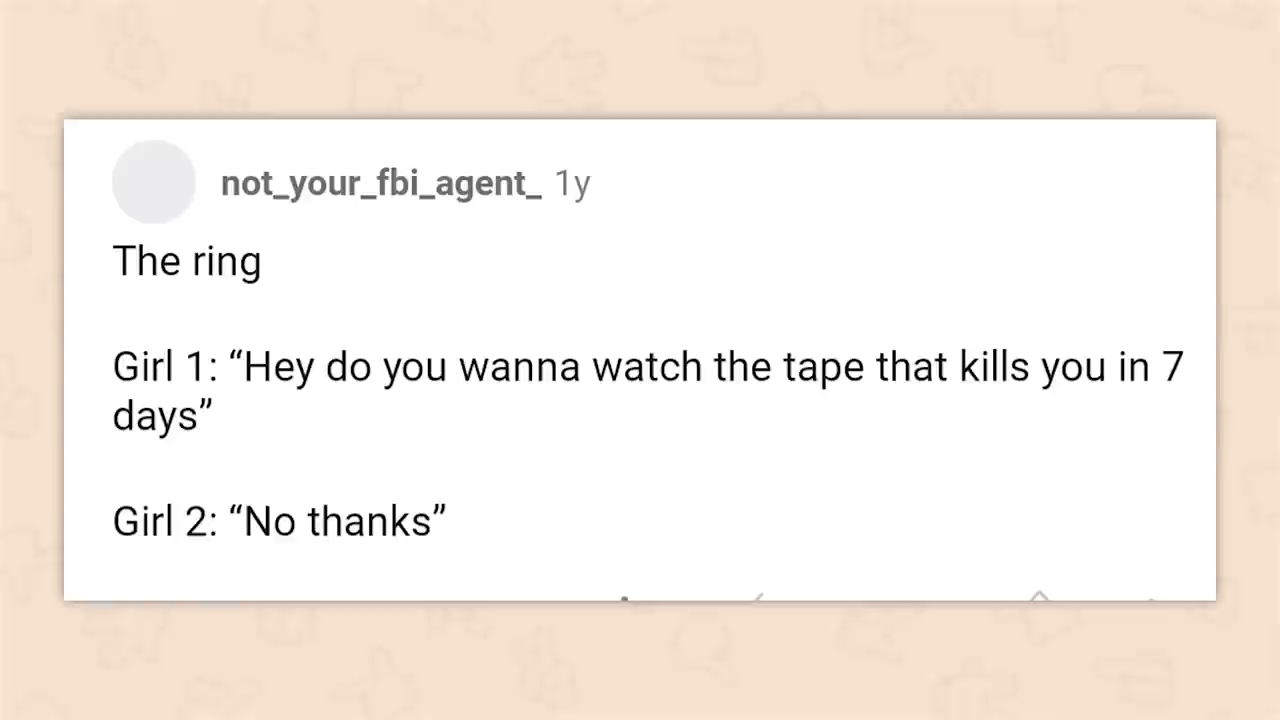 not_your_fbi_agent_ 1y
The ring
Girl 1: “Hey do you wanna watch the tape that kills you in 7
days”
Girl 2: “No thanks”